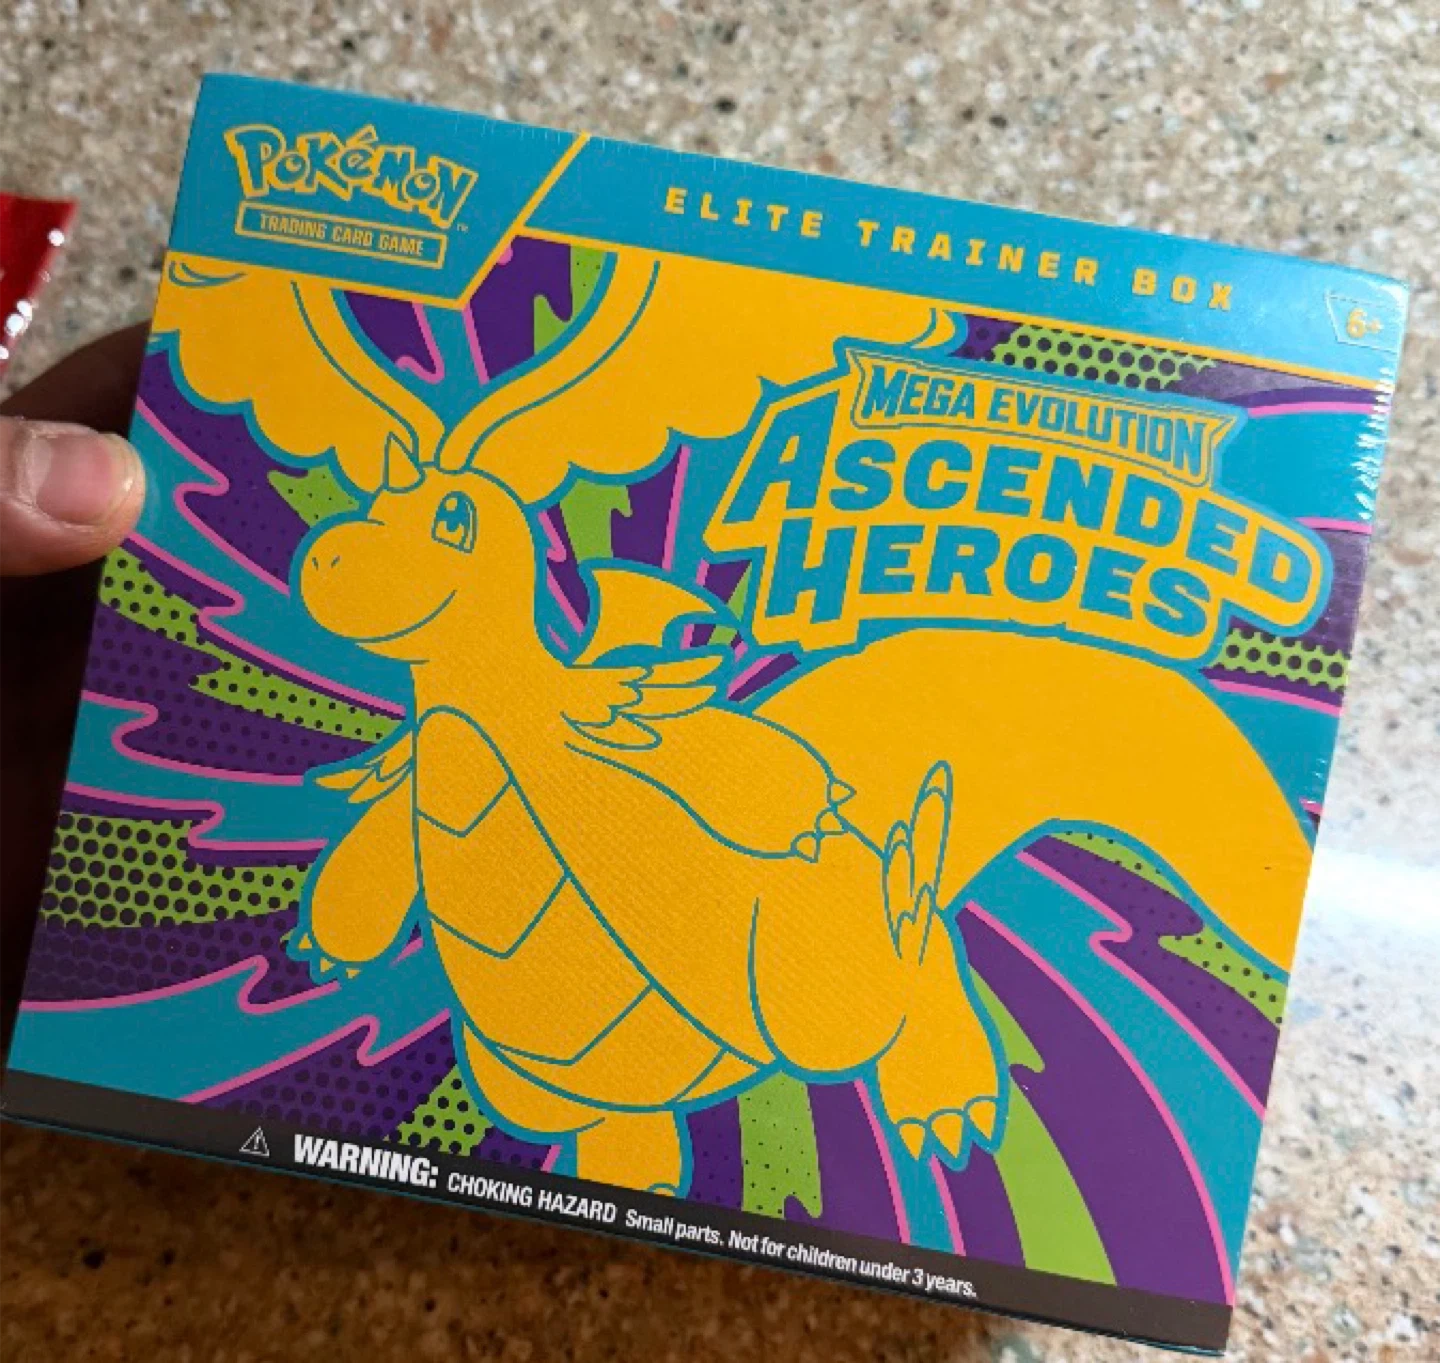 POKéMON™
TRADING CARD GAME
ELITE TRAINER BOX
6+
MEGA EVOLUTION
ASCENDED
HEROES
WARNING: CHOKING HAZARD Small parts. Not for children under 3 years.